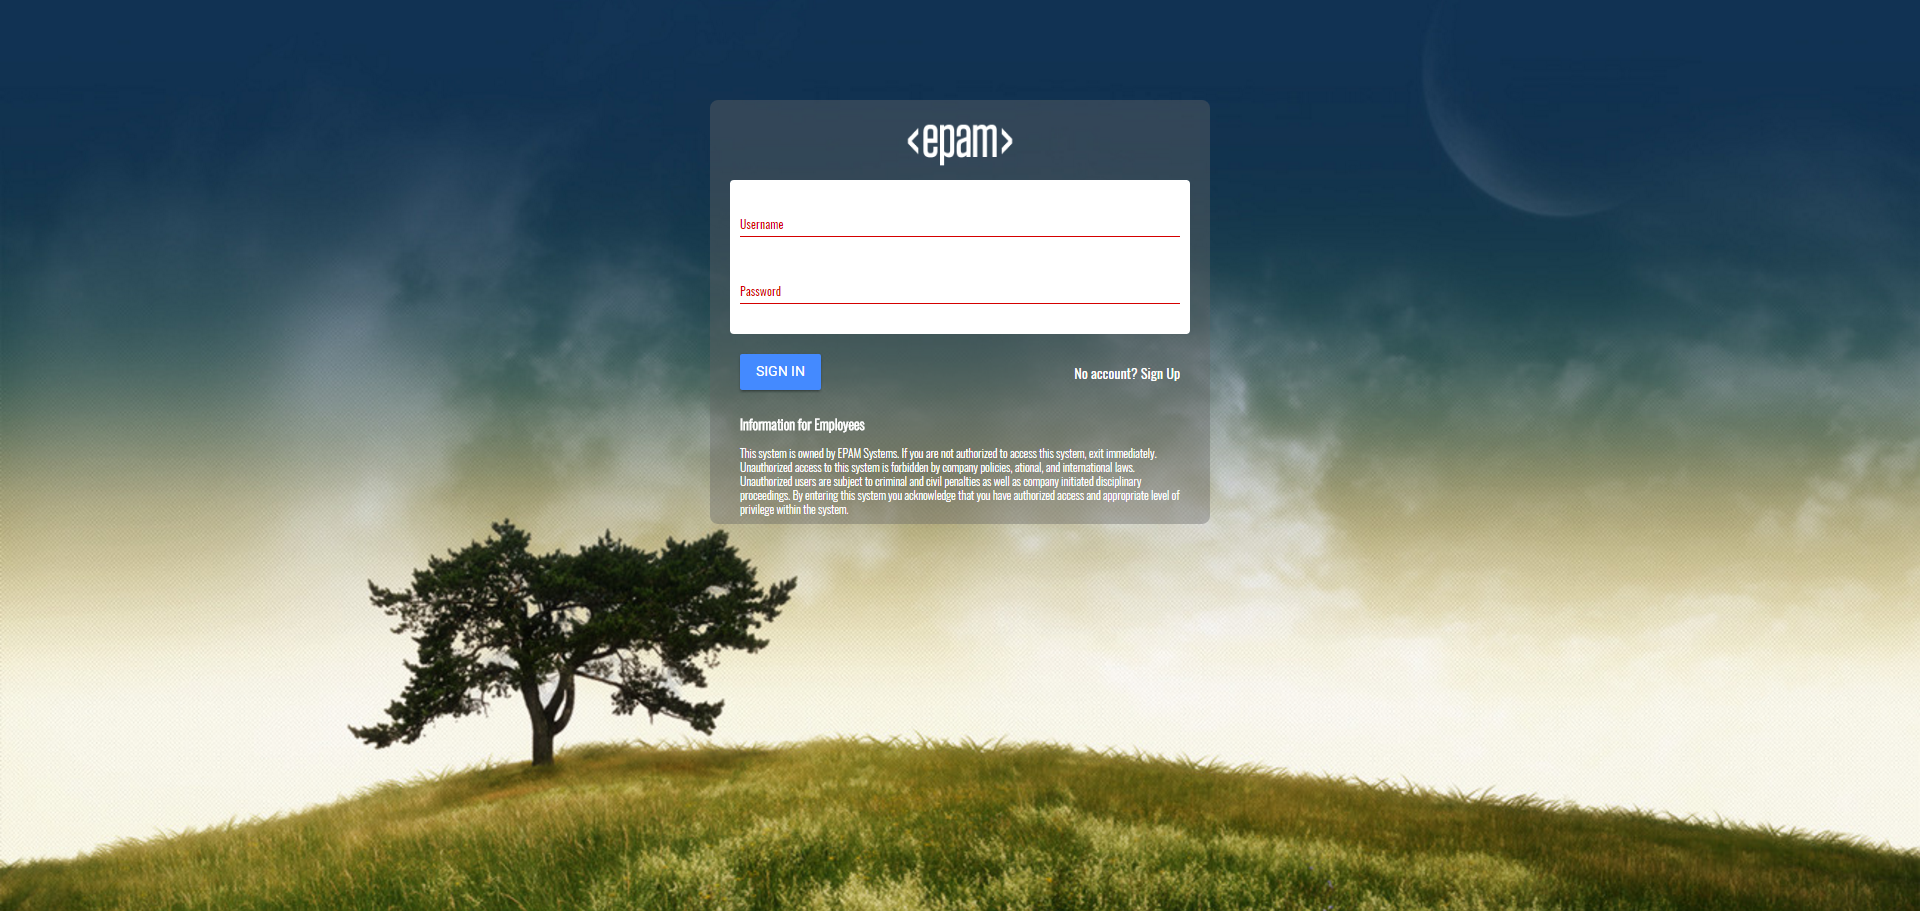 <epam>
Username
Password
SIGN IN
No account? Sign Up
Information for Employees
This system is owned by EPAM Systems. If you are not authorized to access this system, exit immediately.
Unauthorized access to this system is forbidden by company policies, ational, and international laws.
Unauthorized users are subject to criminal and civil penalties as well as company initiated disciplinary
proceedings. By entering this system you acknowledge that you have authorized access and appropriate level of
privilege within the system.